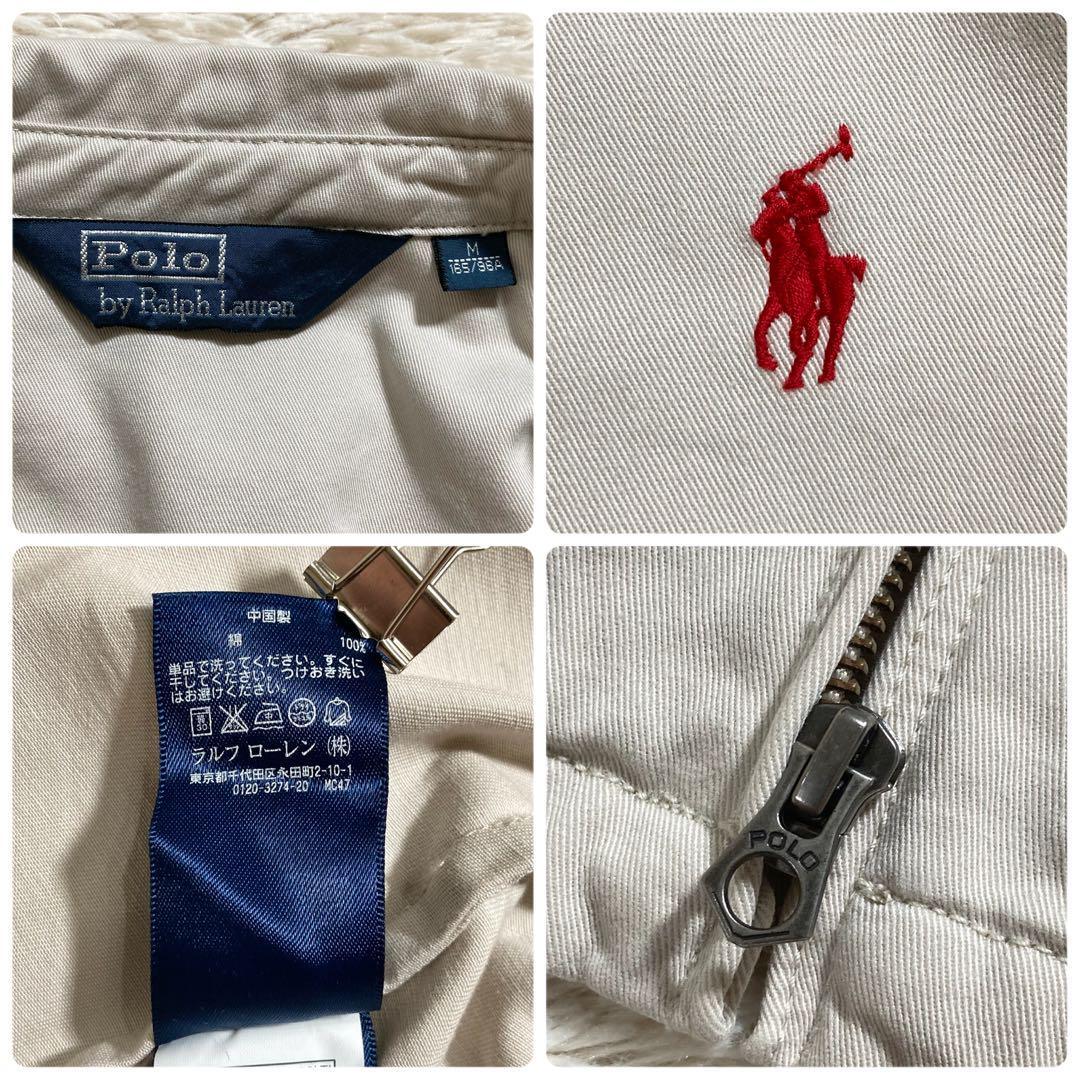 Polo
by Ralph Lauren
M
165/96A
中国製
綿 100%
単品で洗ってください。すぐに
干してください。つけおき洗い
はお避けください。
ラルフ ローレン (株)
東京都千代田区永田町2-10-1
0120-3274-20 MC47
POLO